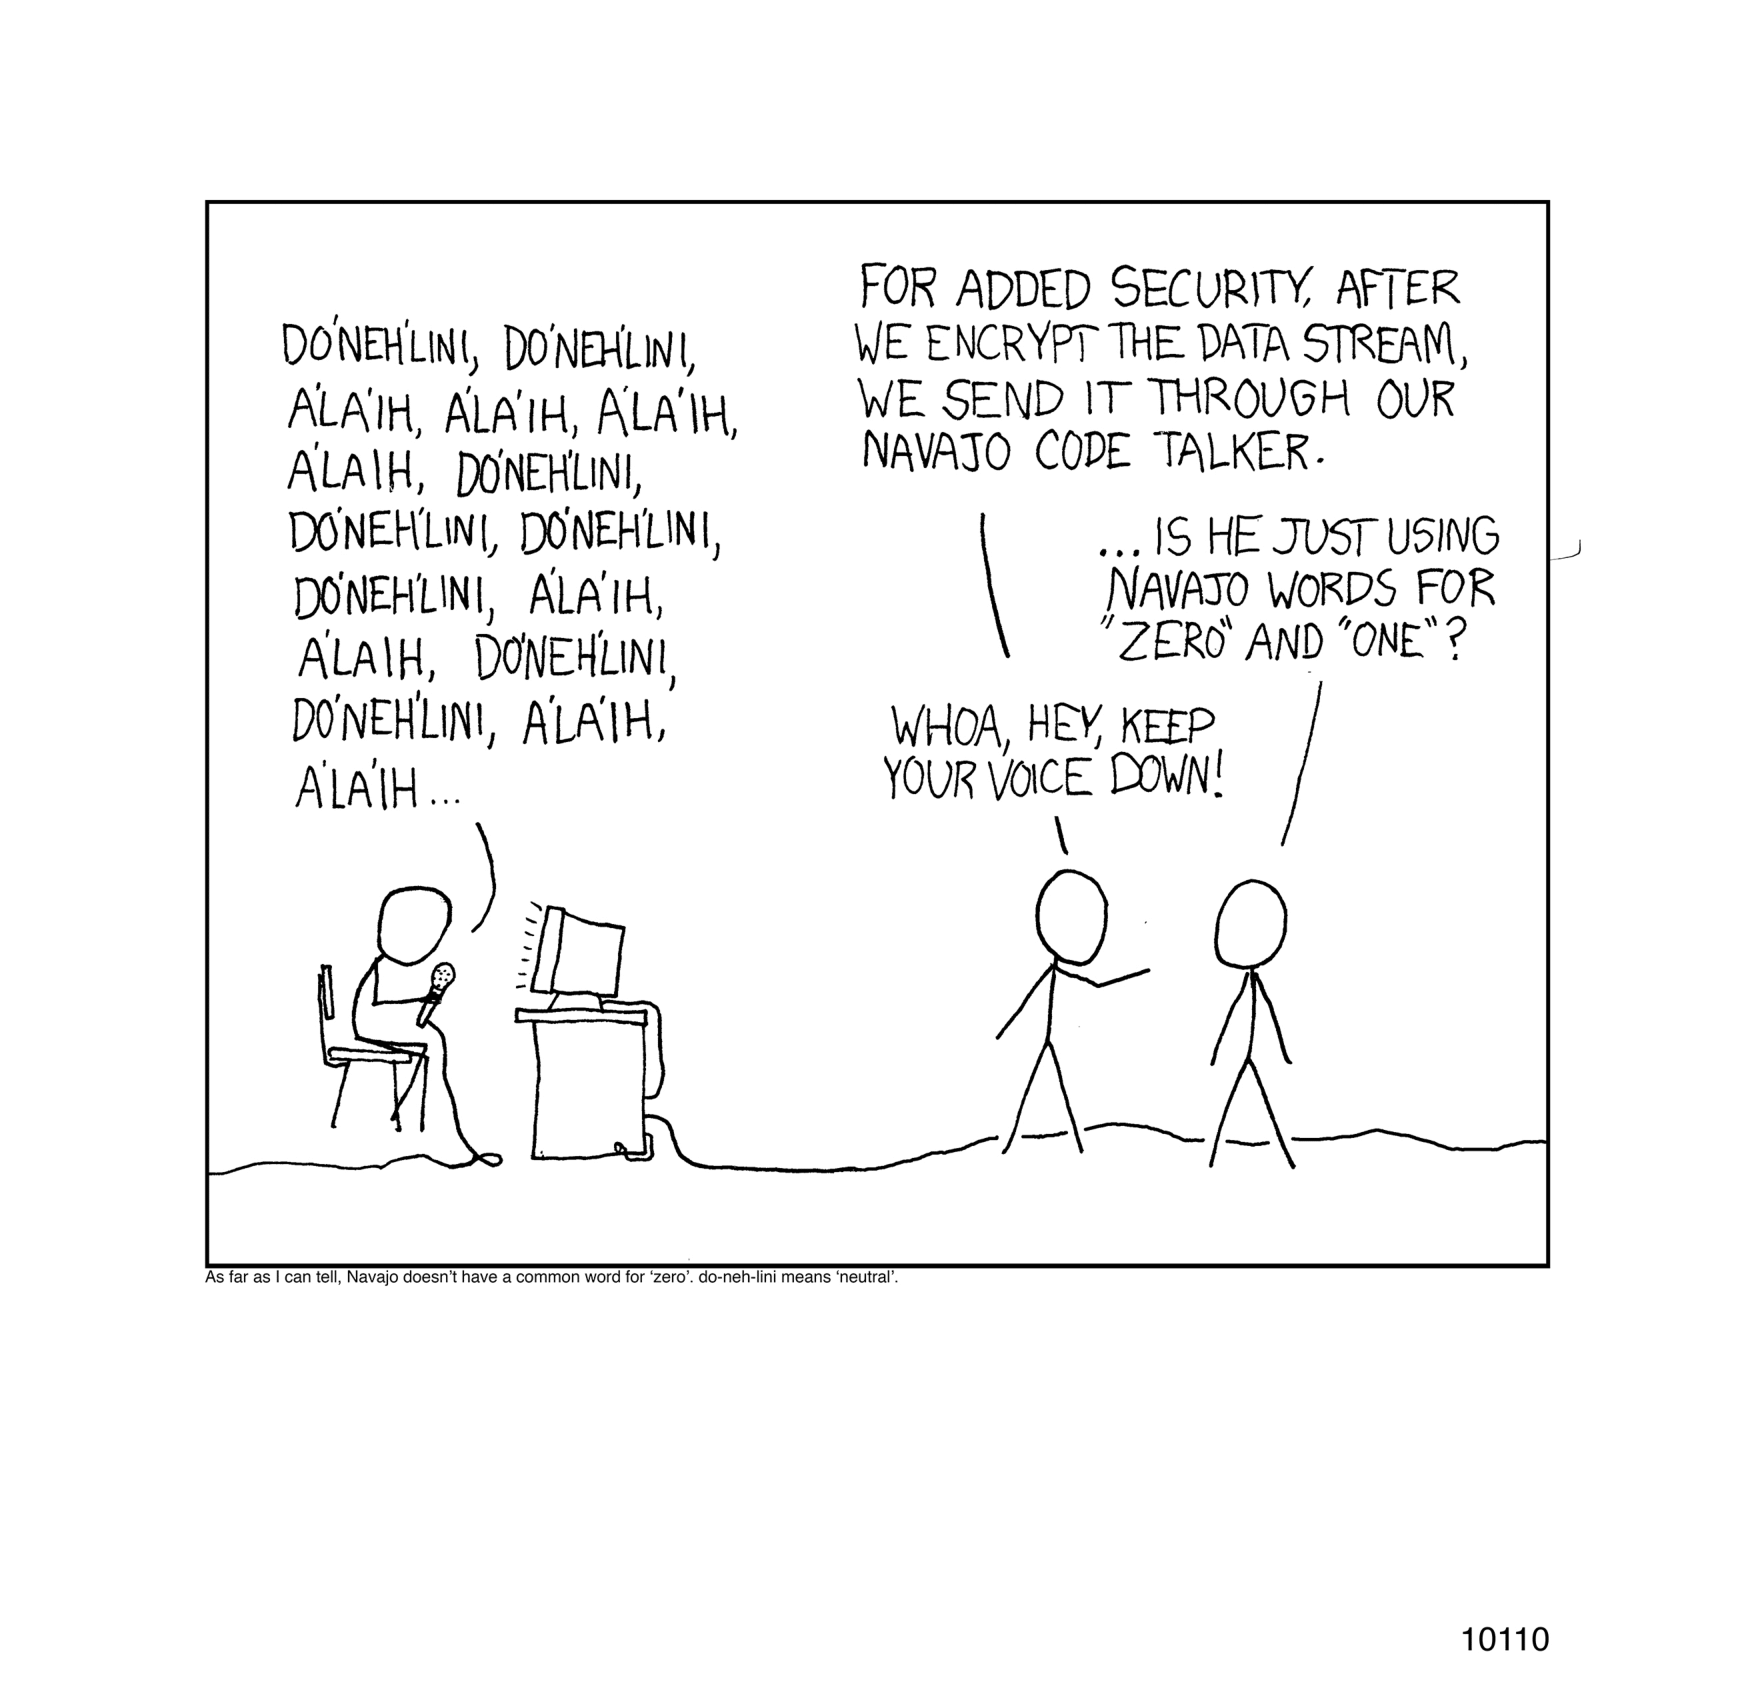 DO'NEH'LINI, DO'NEH'LINI,
A'LA'IH, A'LA'IH, A'LA'IH,
A'LAIH, DO'NEH'LINI,
DO'NEH'LINI, DO'NEH'LINI,
DO'NEH'LINI, A'LA'IH,
A'LAIH, DO'NEH'LINI,
DO'NEH'LINI, A'LA'IH,
A'LA'IH...
FOR ADDED SECURITY, AFTER
WE ENCRYPT THE DATA STREAM,
WE SEND IT THROUGH OUR
NAVAJO CODE TALKER.
...IS HE JUST USING
NAVAJO WORDS FOR
"ZERO" AND "ONE"?
WHOA, HEY, KEEP
YOUR VOICE DOWN!
As far as I can tell, Navajo doesn't have a common word for ‘zero’. do-neh-lini means ‘neutral’.
10110